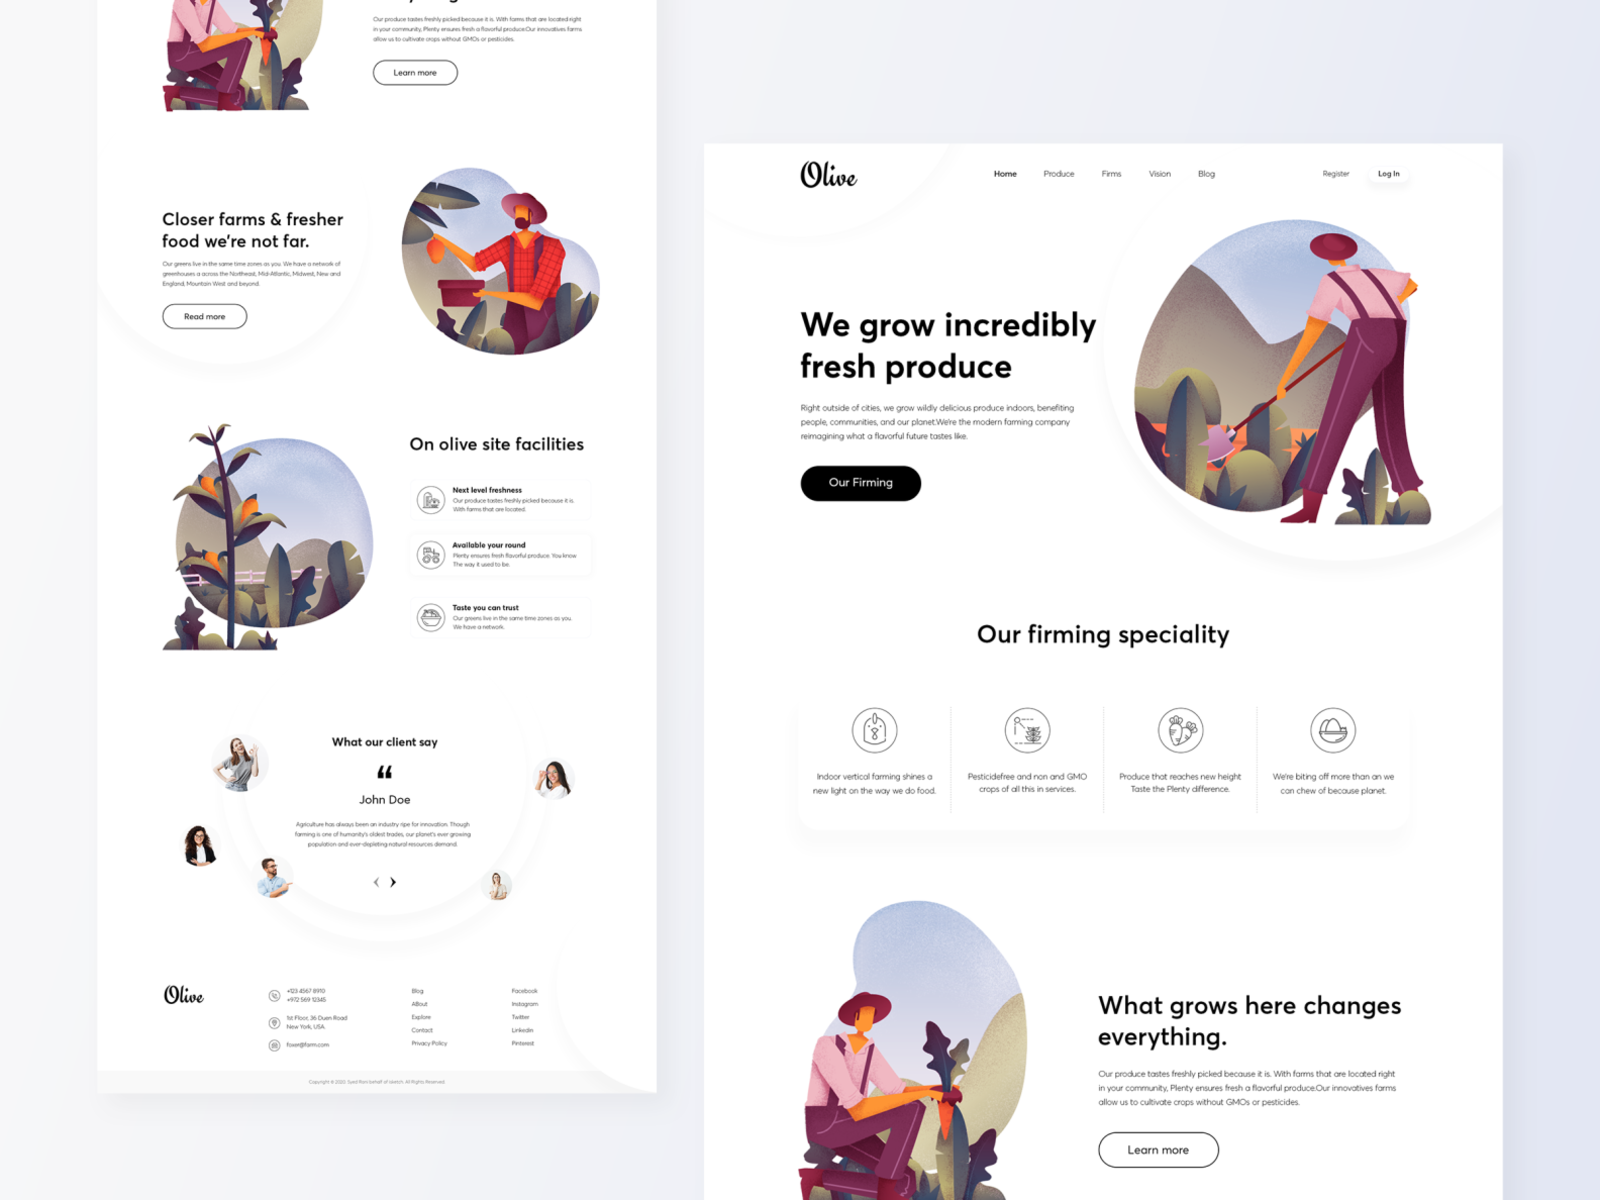 Our produce tastes freshly picked because it is. With farms that are located right
in your community, Plenty ensures fresh a flavorful produce.Our innovatives farms
allow us to cultivate crops without GMOs or pesticides.
Learn more
Closer farms & fresher
food we're not far.
Our greens live in the same time zones as you. We have a network of
greenhouses a across the Northeast, Mid-Atlantic, Midwest, New and
England, Mountain West and beyond.
Read more
On olive site facilities
Next level freshness
Our produce tastes freshly picked because it is.
With farms that are located.
Available your round
Plenty ensures fresh flavorful produce. You know
The way it used to be.
Taste you can trust
Our greens live in the same time zones as you.
We have a network.
What our client say
“
John Doe
Agriculture has always been an industry ripe for innovation. Though
farming is one of humanity's oldest trades, our planet's ever growing
population and ever-depleting natural resources demand.
Olive
+123 4567 8910
+972 569 12345
1st Floor, 36 Duen Road
New York, USA.
foxer@farm.com
Blog
ABout
Explore
Contact
Privacy Policy
Facebook
Instagram
Twitter
Linkedin
Pinterest
Copyright © 2020. Syed
All Rights Reserved.
Olive
Home
Produce
Firms
Vision
Blog
Register
Log In
We grow incredibly
fresh produce
Right outside of cities, we grow wildly delicious produce indoors, benefiting
people, communities, and our planet.We're the modern farming company
reimagining what a flavorful future tastes like.
Our Firming
Our firming speciality
Indoor vertical farming shines a
new light on the way we do food.
Pesticidefree and non and GMO
crops of all this in services.
Produce that reaches new height
Taste the Plenty difference.
We're biting off more than an we
can chew of because planet.
What grows here changes
everything.
Our produce tastes freshly picked because it is. With farms that are located right
in your community, Plenty ensures fresh a flavorful produce.Our innovatives farms
allow us to cultivate crops without GMOs or pesticides.
Learn more